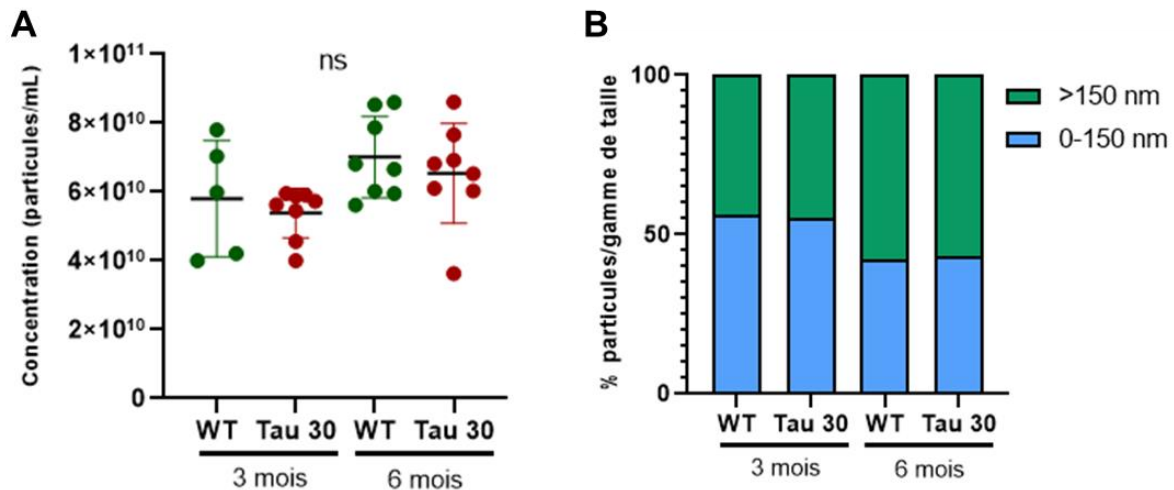 A
Concentration (particules/mL)
1×10¹¹
8×10¹⁰
6×10¹⁰
4×10¹⁰
2×10¹⁰
0
ns
WT Tau 30 WT Tau 30
3 mois 6 mois
B
% particules/gamme de taille
100
50
0
>150 nm
0-150 nm
WT Tau 30 WT Tau 30
3 mois 6 mois